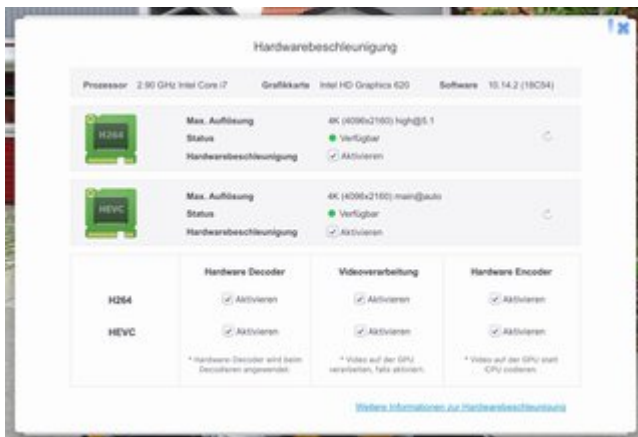 Hardwarebeschleunigung
Prozessor 2.90 GHz Intel Core i7 Grafikkarte Intel HD Graphics 620 Software 10.14.2 (18C54)
H264
Max. Auflösung 4K (4096x2160) high@5.1
Status Verfügbar
Hardwarebeschleunigung Aktivieren
HEVC
Max. Auflösung 4K (4096x2160) main@auto
Status Verfügbar
Hardwarebeschleunigung Aktivieren
Hardware Decoder Videoverarbeitung Hardware Encoder
H264 Aktivieren Aktivieren Aktivieren
HEVC Aktivieren Aktivieren Aktivieren
* Hardware-Decoder wird beim * Video auf der GPU * Video auf der GPU statt
Decodieren angewendet. verarbeiten, falls aktiviert. CPU codieren.
Weitere Informationen zur Hardwarebeschleunigung